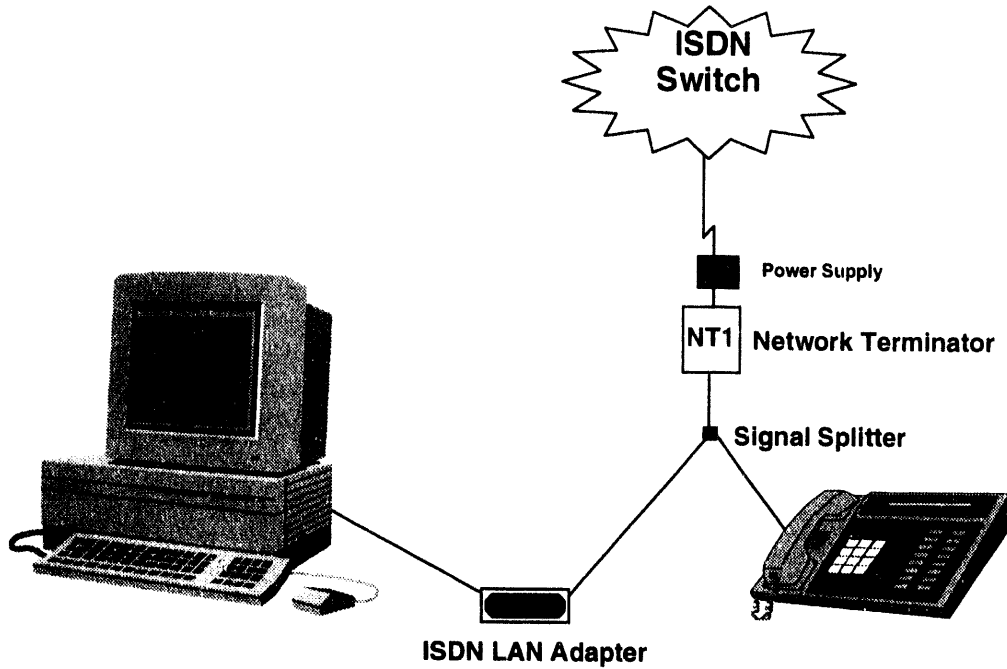 ISDN
Switch
Power Supply
NT1
Network Terminator
Signal Splitter
ISDN LAN Adapter